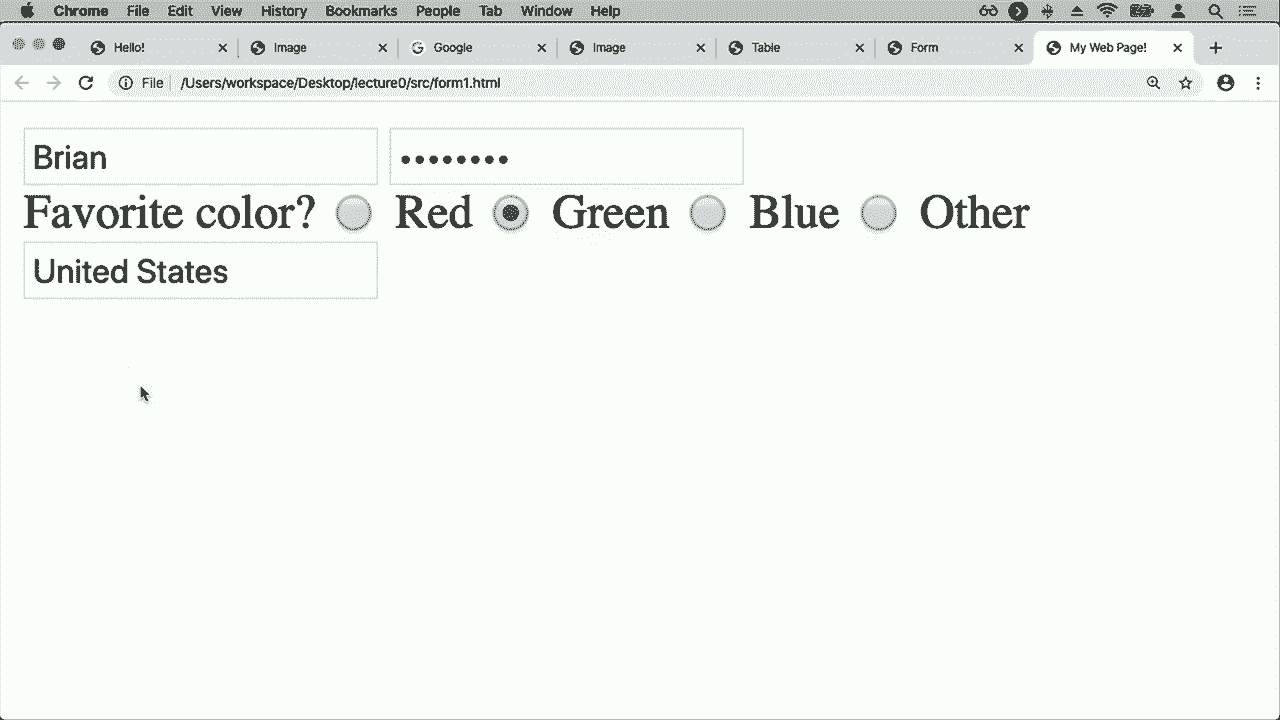 Chrome File Edit View History Bookmarks People Tab Window Help
Hello! Image Google Image Table Form My Web Page!
File /Users/workspace/Desktop/lecture0/src/form1.html
Brian ••••••••
Favorite color? Red Green Blue Other
United States